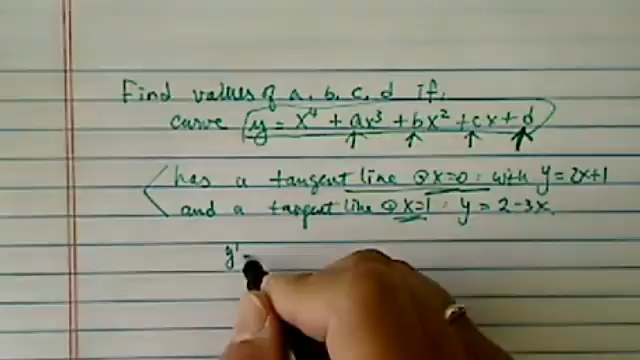 Find values of a, b, c, d if
curve y = x⁴ + ax³ + bx² + cx + d
has a tangent line @ x=0 : with y = 2x+1
and a tangent line @ x=1 : y = 2-3x.
y' =